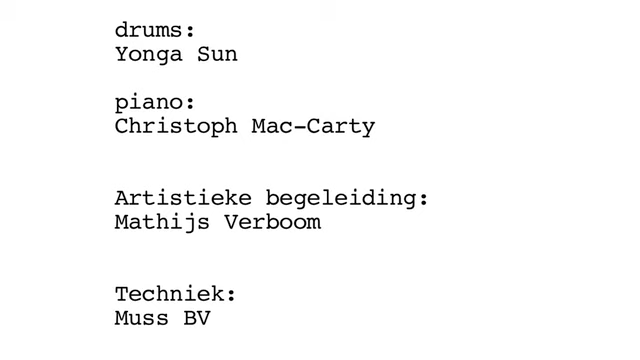 drums:
Yonga Sun
piano:
Christoph Mac-Carty
Artistieke begeleiding:
Mathijs Verboom
Techniek:
Muss BV